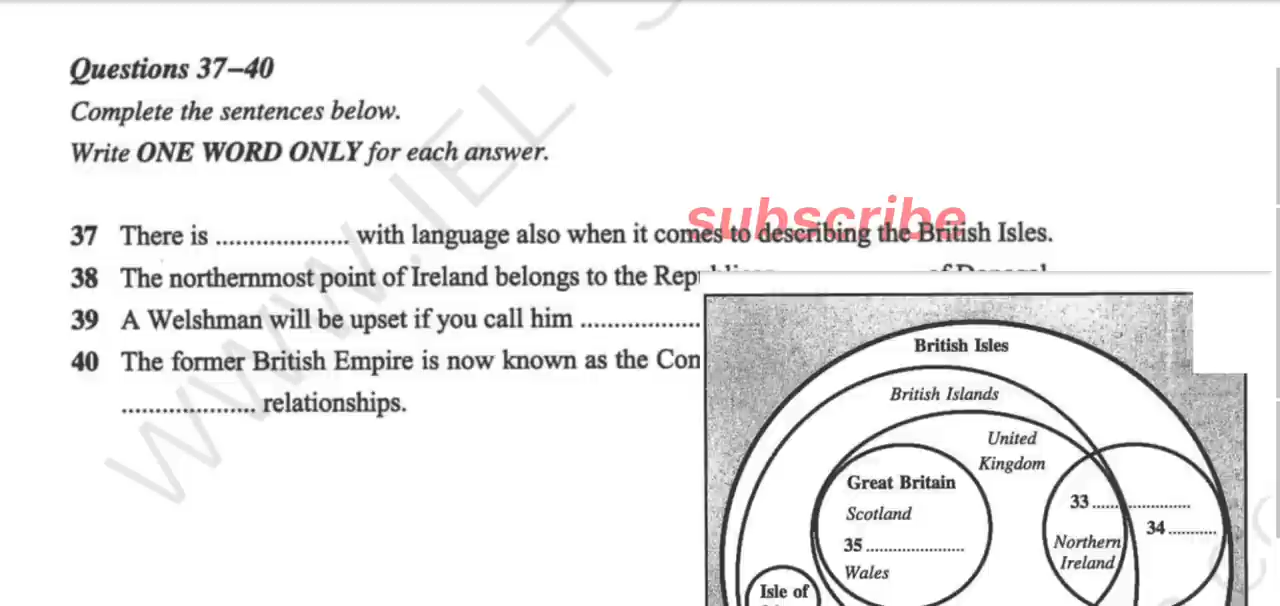 Questions 37–40
Complete the sentences below.
Write ONE WORD ONLY for each answer.
subscribe
37 There is .................... with language also when it comes to describing the British Isles.
38 The northernmost point of Ireland belongs to the
39 A Welshman will be upset if you call him ..................
40 The former British Empire is now known as the
.................... relationships.
British Isles
British Islands
United
Kingdom
Great Britain
Scotland
35 ......................
Wales
33 ......................
34 ...........
Northern
Ireland
Isle of
WWW.IELTS